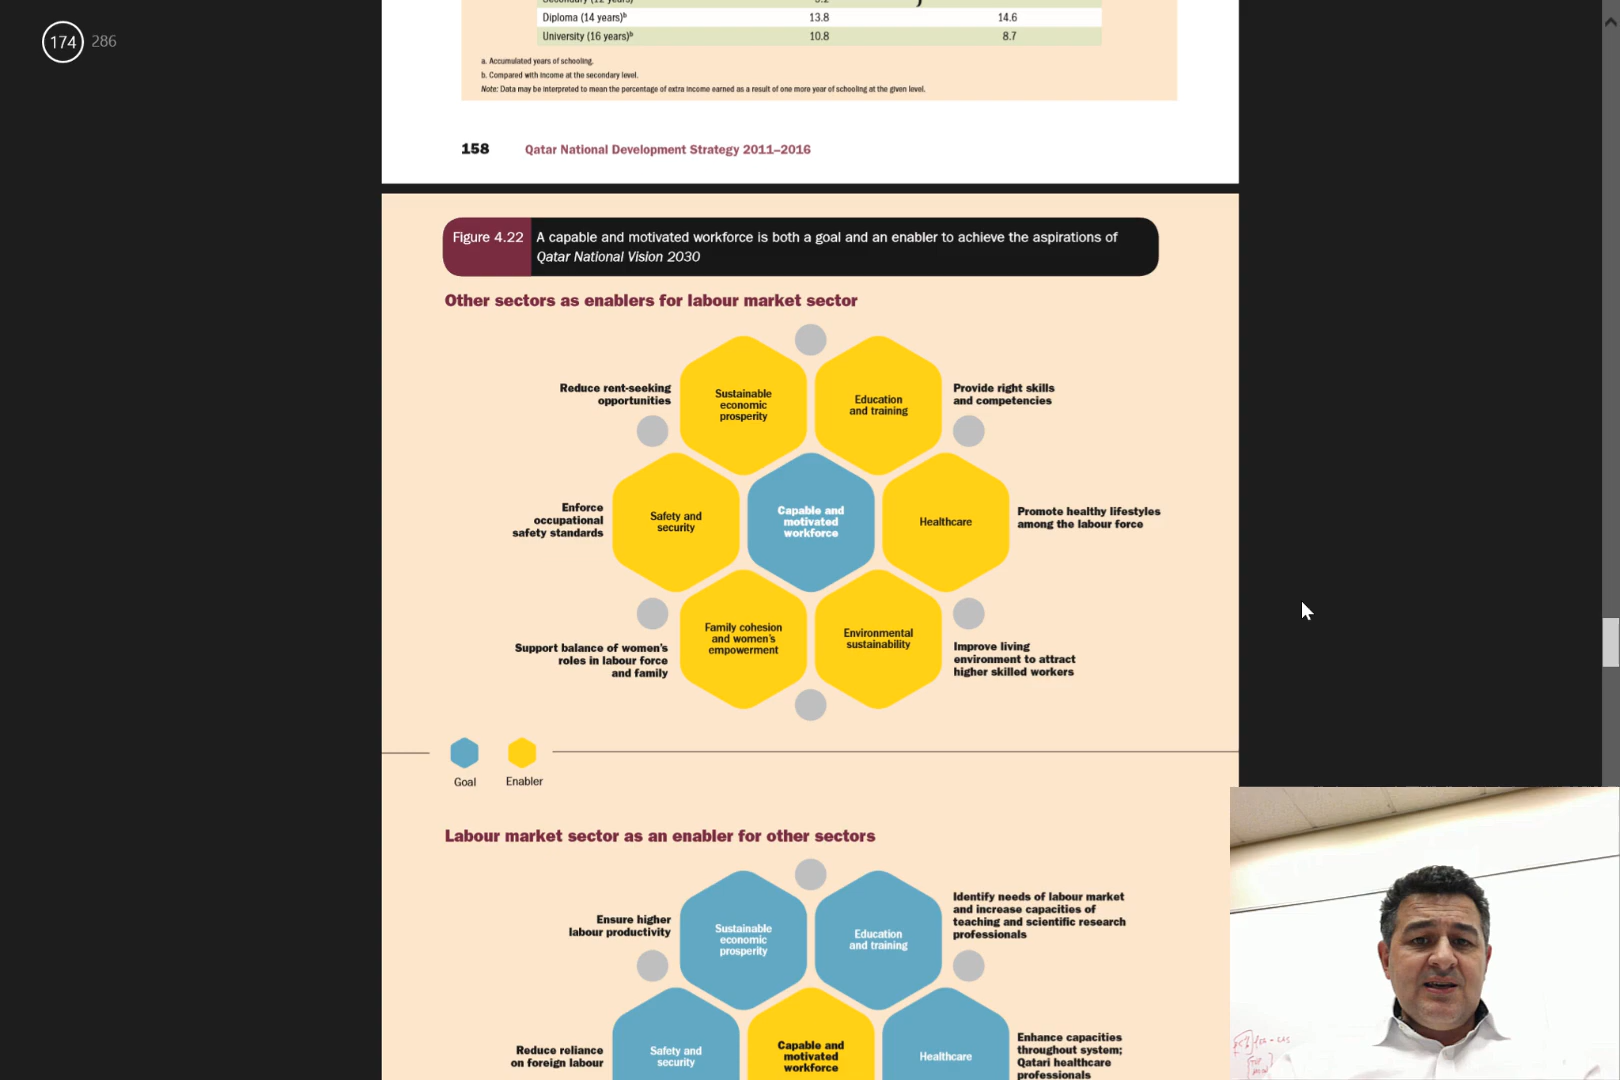 174 286
Diploma (14 years)b 13.8 14.6
University (16 years)b 10.8 8.7
a. Accumulated years of schooling.
b. Compared with income at the secondary level.
Note: Data may be interpreted to mean the percentage of extra income earned as a result of one more year of schooling at the given level.
158 Qatar National Development Strategy 2011–2016
Figure 4.22 A capable and motivated workforce is both a goal and an enabler to achieve the aspirations of
Qatar National Vision 2030
Other sectors as enablers for labour market sector
Reduce rent-seeking
opportunities
Sustainable
economic
prosperity
Education
and training
Provide right skills
and competencies
Enforce
occupational
safety standards
Safety and
security
Capable and
motivated
workforce
Healthcare
Promote healthy lifestyles
among the labour force
Support balance of women's
roles in labour force
and family
Family cohesion
and women's
empowerment
Environmental
sustainability
Improve living
environment to attract
higher skilled workers
Goal
Enabler
Labour market sector as an enabler for other sectors
Ensure higher
labour productivity
Sustainable
economic
prosperity
Education
and training
Identify needs of labour market
and increase capacities of
teaching and scientific research
professionals
Reduce reliance
on foreign labour
Safety and
security
Capable and
motivated
workforce
Healthcare
Enhance capacities
throughout system;
Qatari healthcare
professionals